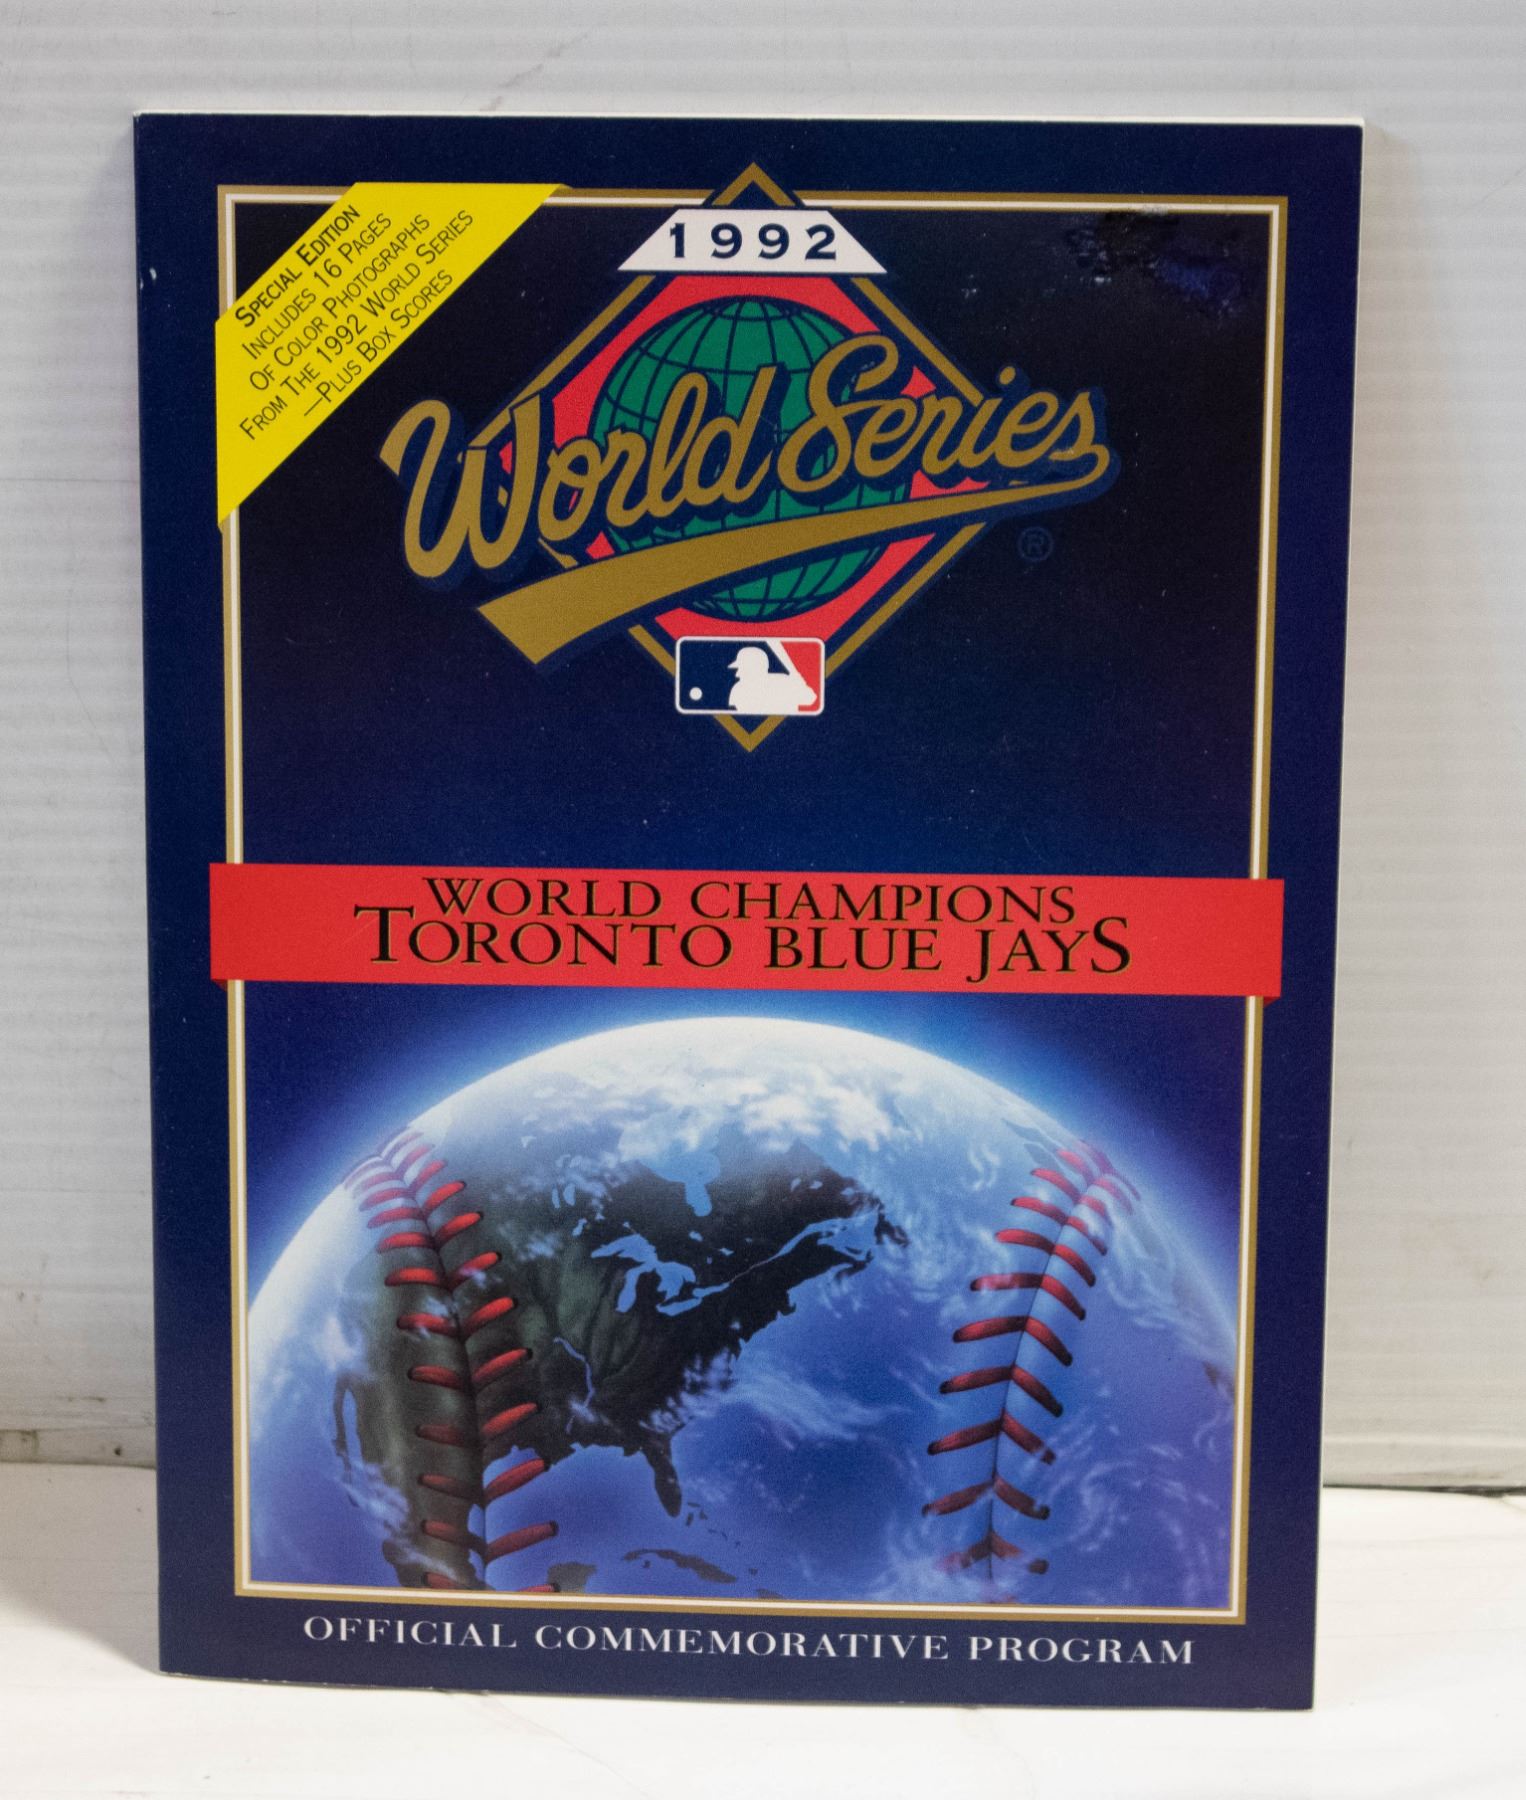 Special Edition
Includes 16 Pages
Of Color Photographs
From The 1992 World Series
—Plus Box Scores
1992
World Series
®
WORLD CHAMPIONS
TORONTO BLUE JAYS
OFFICIAL COMMEMORATIVE PROGRAM